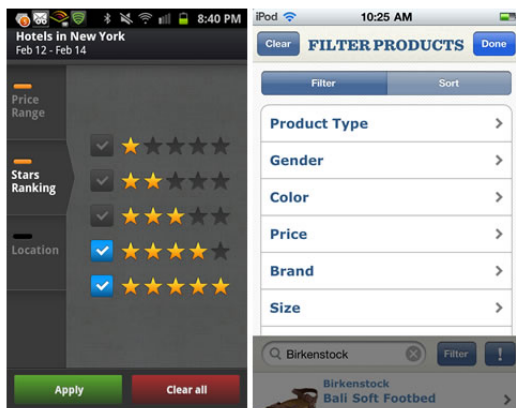 8:40 PM
Hotels in New York
Feb 12 - Feb 14
Price
Range
Stars
Ranking
Location
Apply
Clear all
iPod
10:25 AM
Clear
FILTER PRODUCTS
Done
Filter
Sort
Product Type
Gender
Color
Price
Brand
Size
Birkenstock
Filter
!
Birkenstock
Bali Soft Footbed